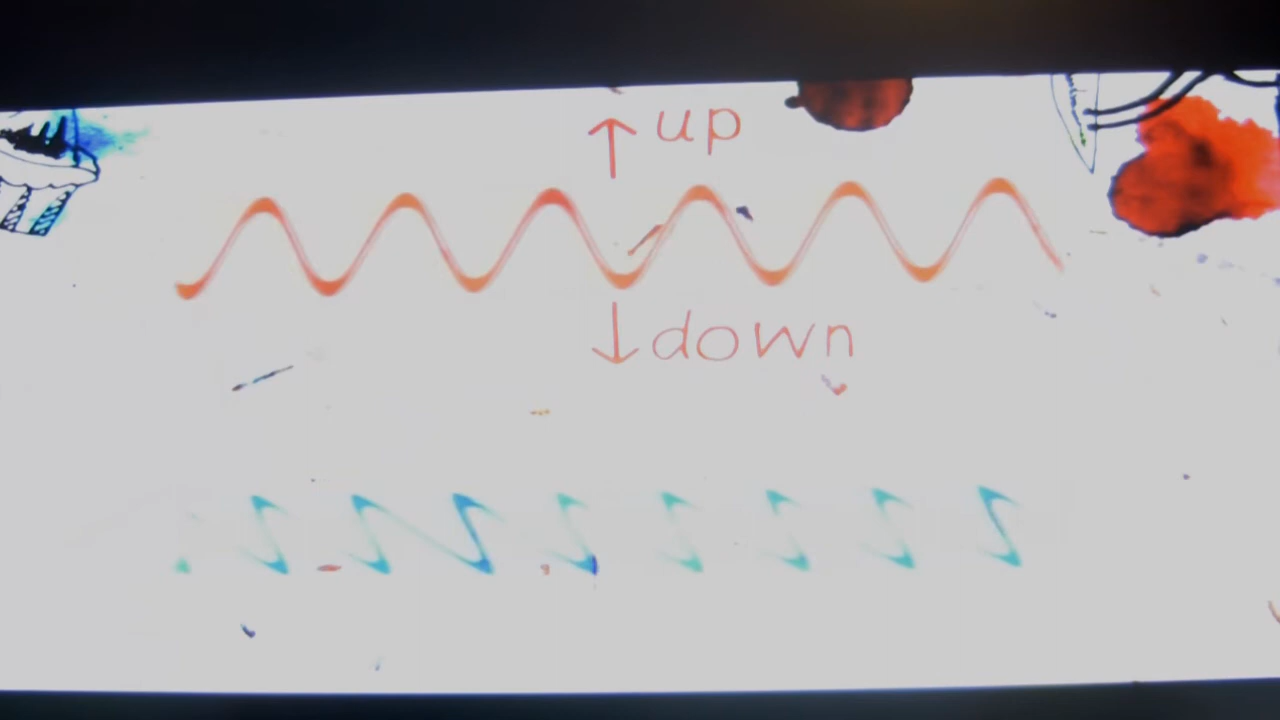 ↑ up
↓ down